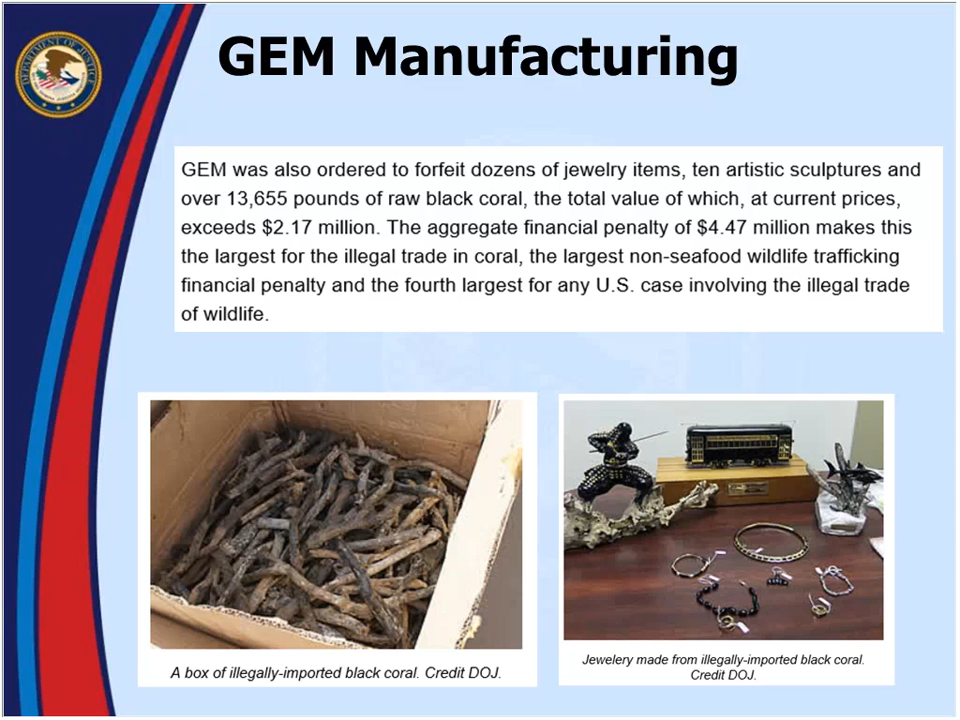 GEM Manufacturing
GEM was also ordered to forfeit dozens of jewelry items, ten artistic sculptures and
over 13,655 pounds of raw black coral, the total value of which, at current prices,
exceeds $2.17 million. The aggregate financial penalty of $4.47 million makes this
the largest for the illegal trade in coral, the largest non-seafood wildlife trafficking
financial penalty and the fourth largest for any U.S. case involving the illegal trade
of wildlife.
A box of illegally-imported black coral. Credit DOJ.
Jewelery made from illegally-imported black coral.
Credit DOJ.